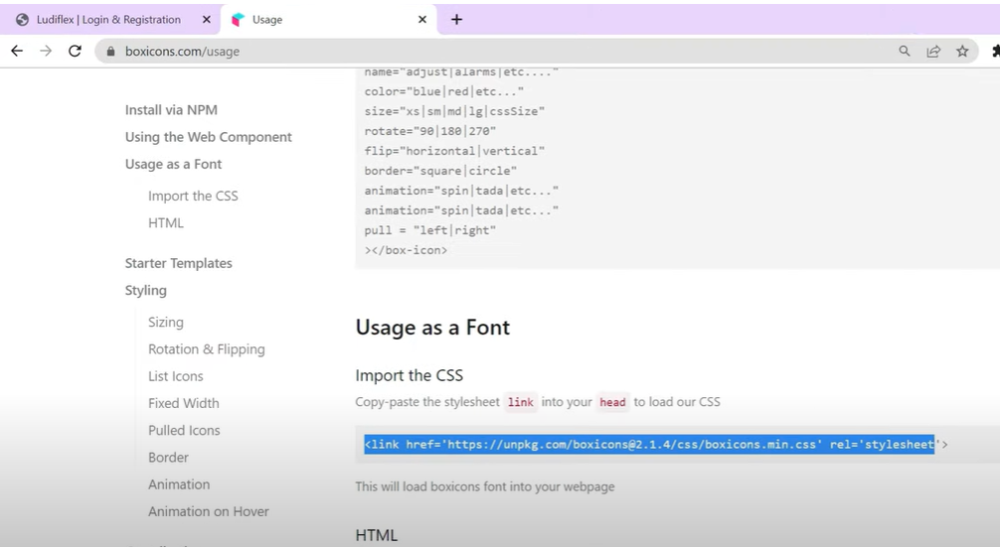 Ludiflex | Login & Registration
Usage
boxicons.com/usage
Install via NPM
Using the Web Component
Usage as a Font
Import the CSS
HTML
Starter Templates
Styling
Sizing
Rotation & Flipping
List Icons
Fixed Width
Pulled Icons
Border
Animation
Animation on Hover
name="adjust|alarms|etc...."
color="blue|red|etc..."
size="xs|sm|md|lg|cssSize"
rotate="90|180|270"
flip="horizontal|vertical"
border="square|circle"
animation="spin|tada|etc..."
animation="spin|tada|etc..."
pull = "left|right"
></box-icon>
Usage as a Font
Import the CSS
Copy-paste the stylesheet link into your head to load our CSS
<link href='https://unpkg.com/boxicons@2.1.4/css/boxicons.min.css' rel='stylesheet'>
This will load boxicons font into your webpage
HTML